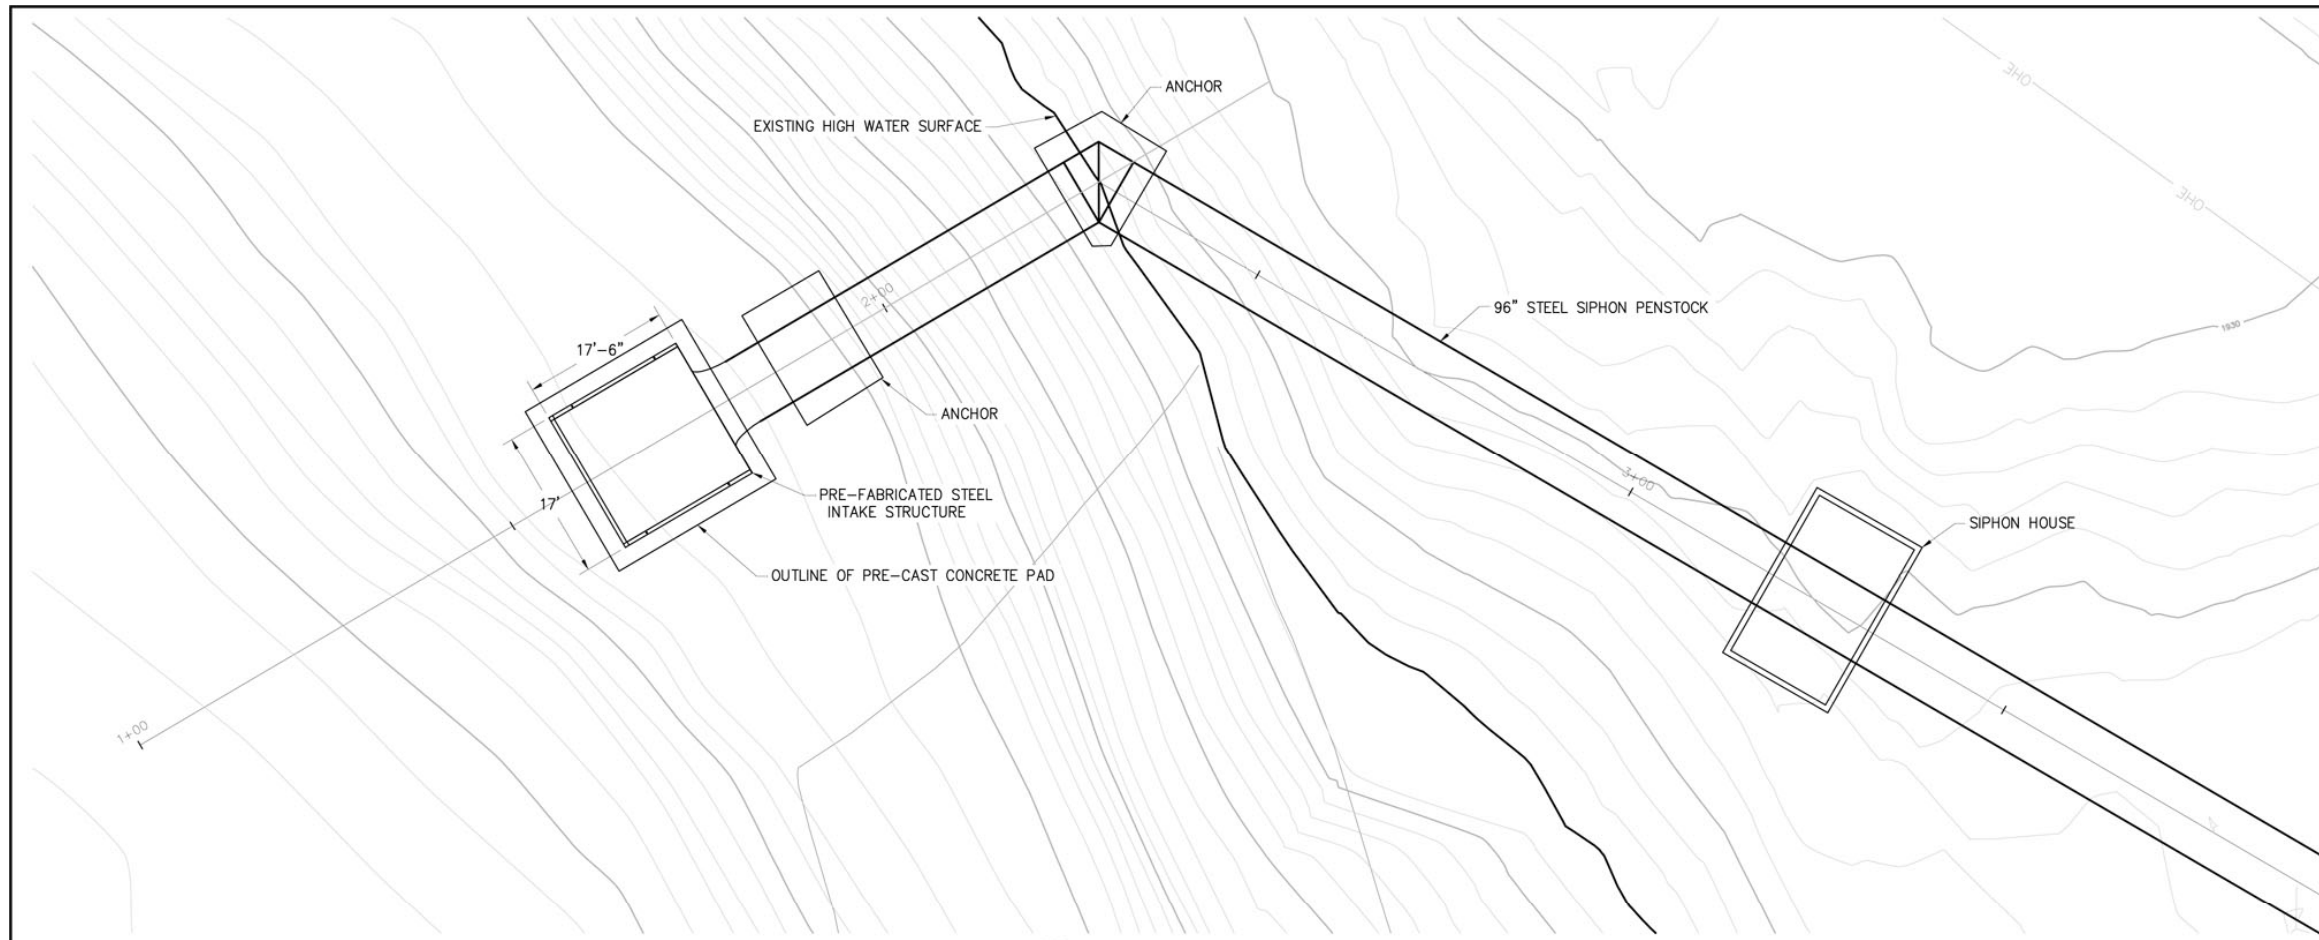 OHE
ANCHOR
EXISTING HIGH WATER SURFACE
OHE
2+00
96" STEEL SIPHON PENSTOCK
1930
17'-6"
ANCHOR
3+00
17'
PRE-FABRICATED STEEL
INTAKE STRUCTURE
SIPHON HOUSE
OUTLINE OF PRE-CAST CONCRETE PAD
1+00